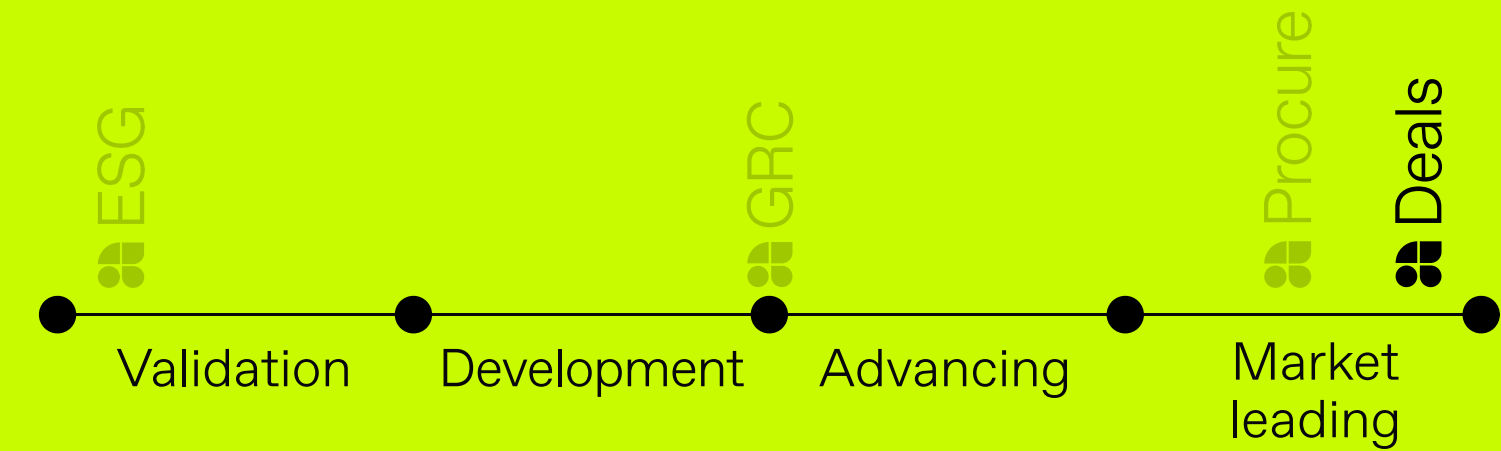 ESG
GRC
Procure
Deals
Validation
Development
Advancing
Market
leading